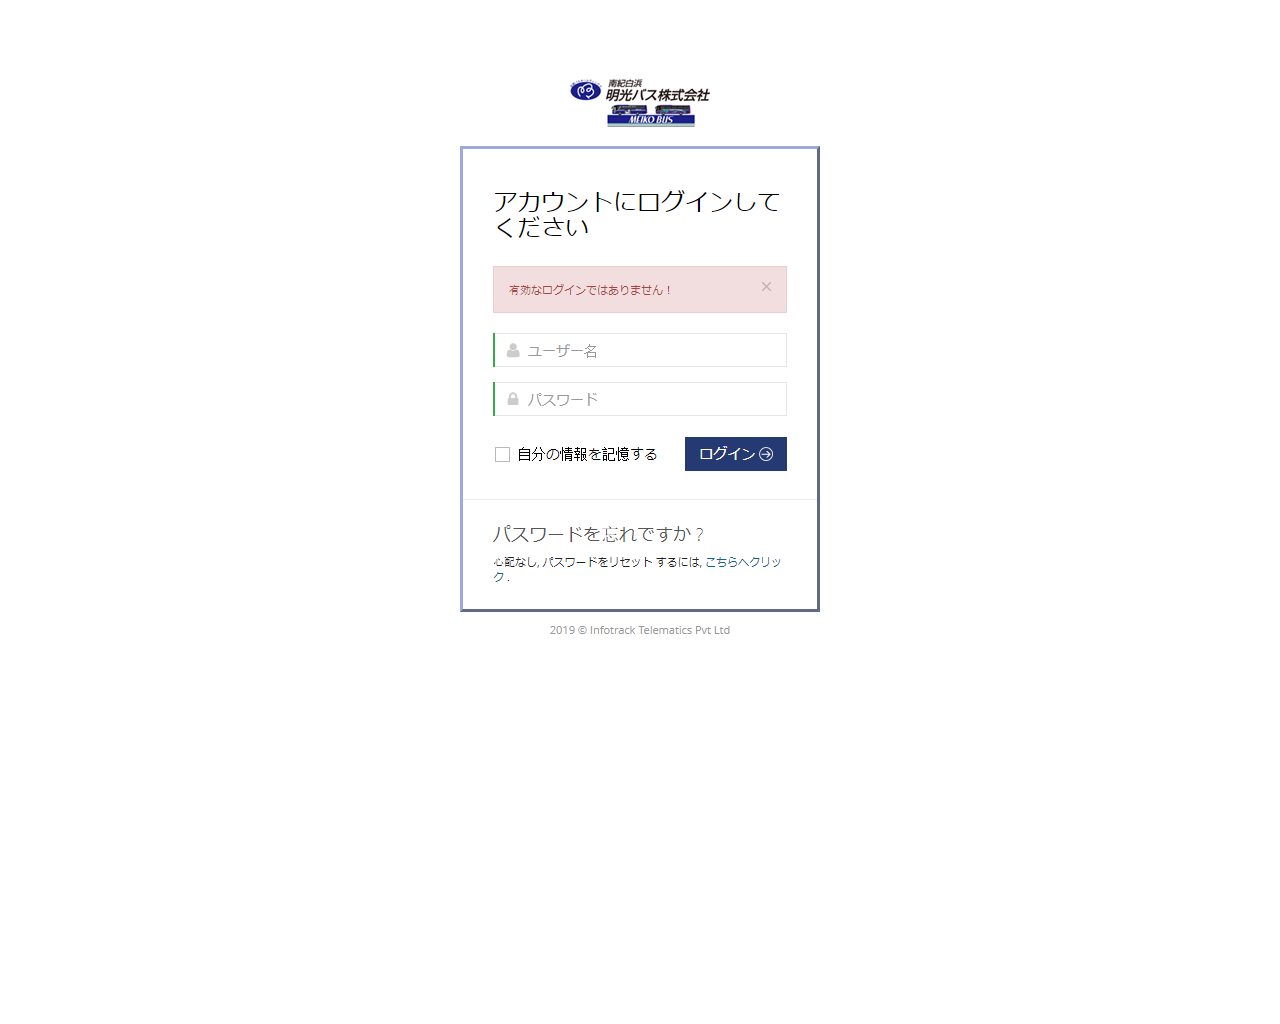 南紀白浜
明光バス株式会社
MEIKO BUS
アカウントにログインして
ください
有効なログインではありません！
ユーザー名
パスワード
自分の情報を記憶する
ログイン
パスワードを忘れですか？
心配なし, パスワードをリセット するには, こちらへクリッ
ク .
2019 © Infotrack Telematics Pvt Ltd